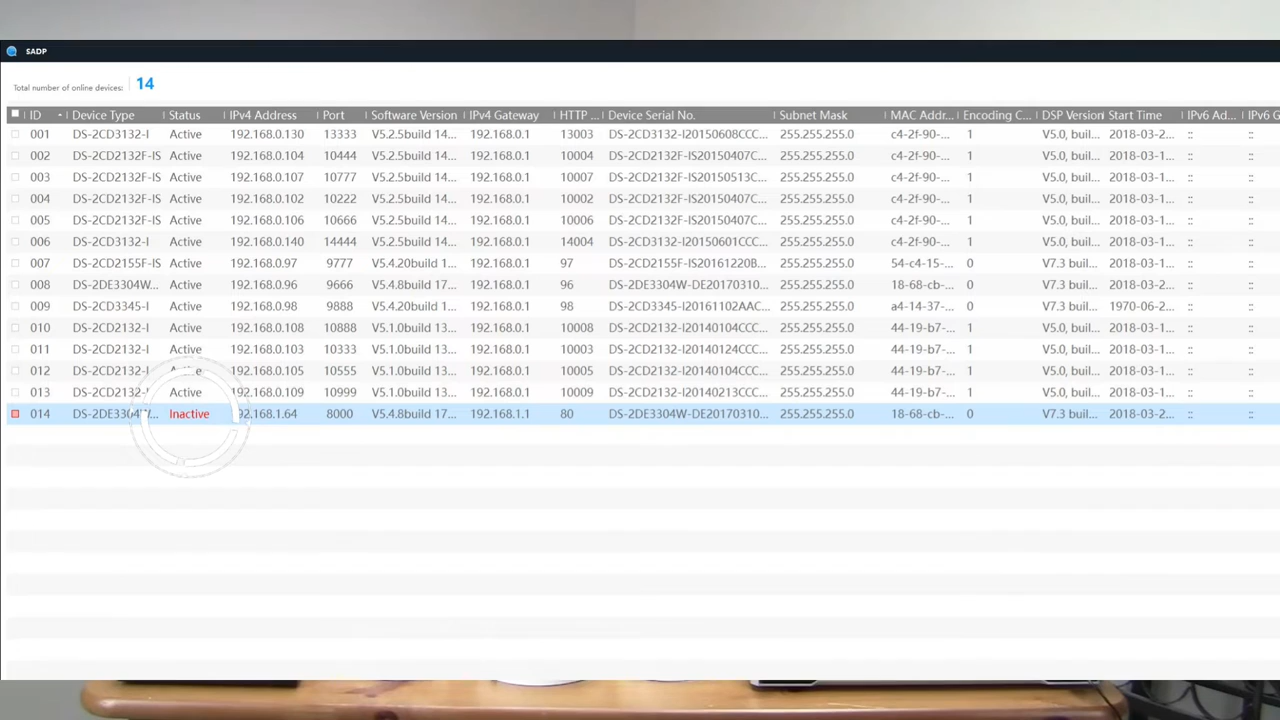 SADP
Total number of online devices: 14
ID Device Type Status IPv4 Address Port Software Version IPv4 Gateway HTTP ... Device Serial No. Subnet Mask MAC Addr... Encoding C... DSP Version Start Time IPv6 Ad... IPv6 G
001 DS-2CD3132-I Active 192.168.0.130 13333 V5.2.5build 14... 192.168.0.1 13003 DS-2CD3132-I20150608CCC... 255.255.255.0 c4-2f-90-... 1 V5.0, buil... 2018-03-2... :: ::
002 DS-2CD2132F-IS Active 192.168.0.104 10444 V5.2.5build 14... 192.168.0.1 10004 DS-2CD2132F-IS20150407C... 255.255.255.0 c4-2f-90-... 1 V5.0, buil... 2018-03-1... :: ::
003 DS-2CD2132F-IS Active 192.168.0.107 10777 V5.2.5build 14... 192.168.0.1 10007 DS-2CD2132F-IS20150513C... 255.255.255.0 c4-2f-90-... 1 V5.0, buil... 2018-03-1... :: ::
004 DS-2CD2132F-IS Active 192.168.0.102 10222 V5.2.5build 14... 192.168.0.1 10002 DS-2CD2132F-IS20150407C... 255.255.255.0 c4-2f-90-... 1 V5.0, buil... 2018-03-1... :: ::
005 DS-2CD2132F-IS Active 192.168.0.106 10666 V5.2.5build 14... 192.168.0.1 10006 DS-2CD2132F-IS20150407C... 255.255.255.0 c4-2f-90-... 1 V5.0, buil... 2018-03-1... :: ::
006 DS-2CD3132-I Active 192.168.0.140 14444 V5.2.5build 14... 192.168.0.1 14004 DS-2CD3132-I20150601CCC... 255.255.255.0 c4-2f-90-... 1 V5.0, buil... 2018-03-1... :: ::
007 DS-2CD2155F-IS Active 192.168.0.97 9777 V5.4.20build 1... 192.168.0.1 97 DS-2CD2155F-IS20161220B... 255.255.255.0 54-c4-15-... 0 V7.3 buil... 2018-03-1... :: ::
008 DS-2DE3304W... Active 192.168.0.96 9666 V5.4.8build 17... 192.168.0.1 96 DS-2DE3304W-DE20170310... 255.255.255.0 18-68-cb-... 0 V7.3 buil... 2018-03-1... :: ::
009 DS-2CD3345-I Active 192.168.0.98 9888 V5.4.20build 1... 192.168.0.1 98 DS-2CD3345-I20161102AAC... 255.255.255.0 a4-14-37-... 0 V7.3 buil... 1970-06-2... :: ::
010 DS-2CD2132-I Active 192.168.0.108 10888 V5.1.0build 13... 192.168.0.1 10008 DS-2CD2132-I20140104CCC... 255.255.255.0 44-19-b7-... 1 V5.0, buil... 2018-03-1... :: ::
011 DS-2CD2132-I Active 192.168.0.103 10333 V5.1.0build 13... 192.168.0.1 10003 DS-2CD2132-I20140124CCC... 255.255.255.0 44-19-b7-... 1 V5.0, buil... 2018-03-1... :: ::
012 DS-2CD2132-I Active 192.168.0.105 10555 V5.1.0build 13... 192.168.0.1 10005 DS-2CD2132-I20140104CCC... 255.255.255.0 44-19-b7-... 1 V5.0, buil... 2018-03-1... :: ::
013 DS-2CD2132-I Active 192.168.0.109 10999 V5.1.0build 13... 192.168.0.1 10009 DS-2CD2132-I20140213CCC... 255.255.255.0 44-19-b7-... 1 V5.0, buil... 2018-03-1... :: ::
014 DS-2DE3304W... Inactive 192.168.1.64 8000 V5.4.8build 17... 192.168.1.1 80 DS-2DE3304W-DE20170310... 255.255.255.0 18-68-cb-... 0 V7.3 buil... 2018-03-2... :: ::